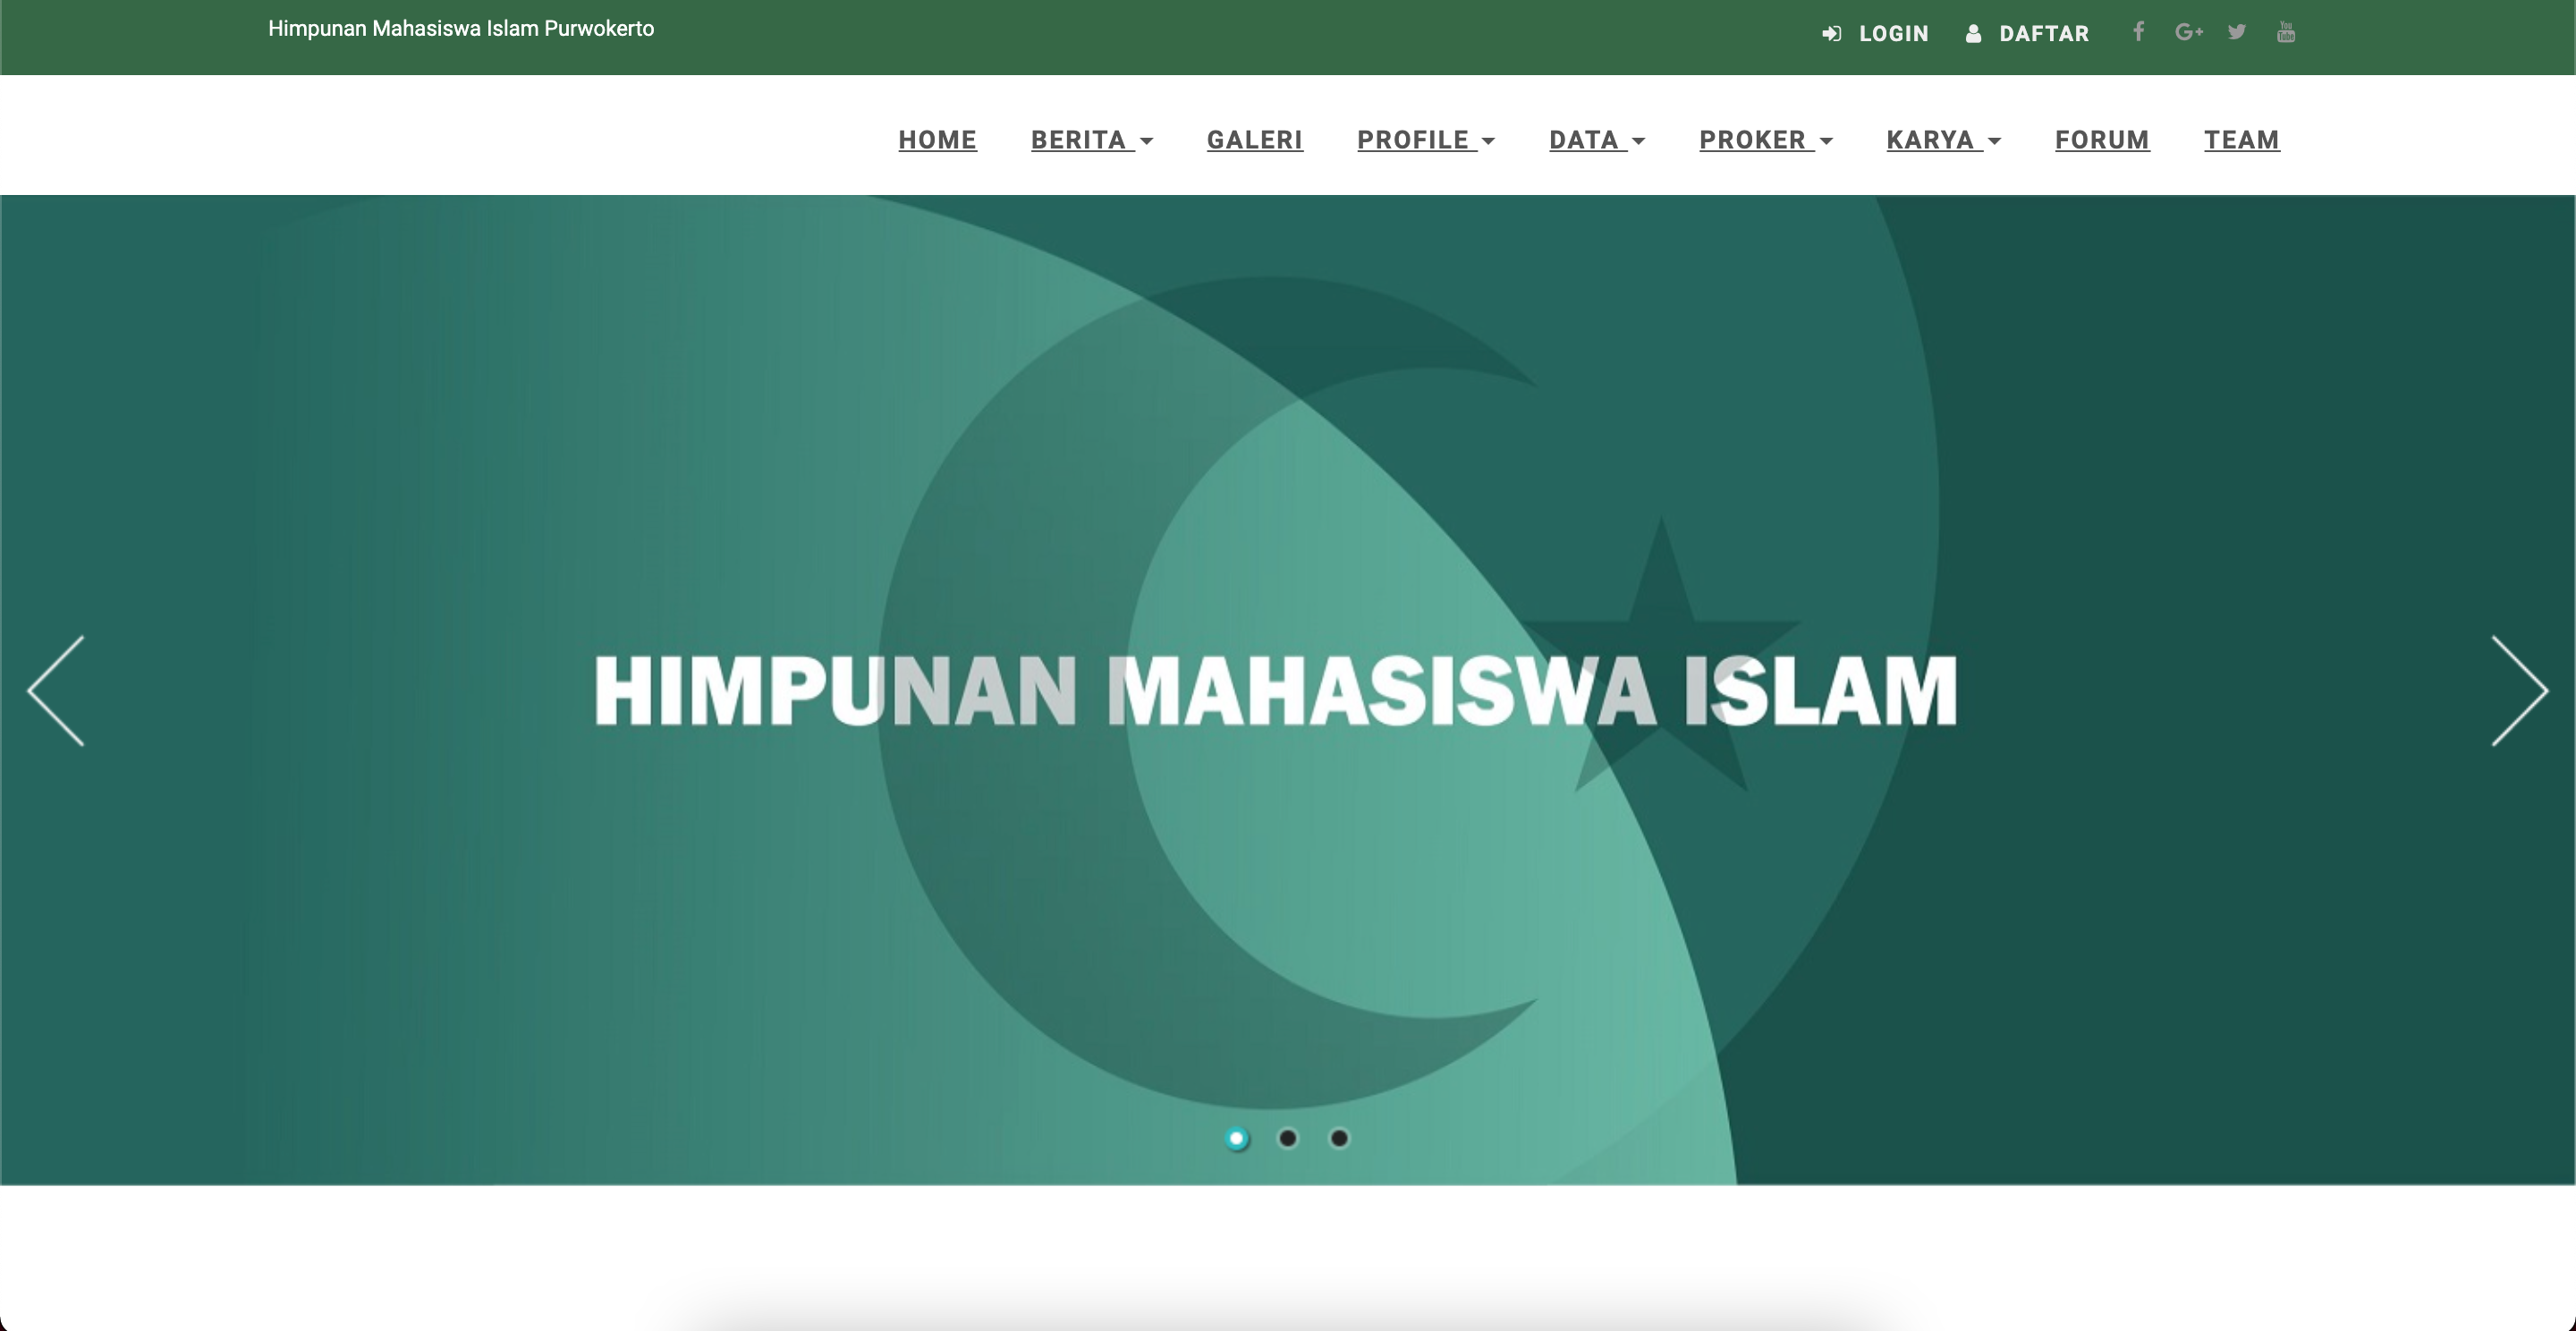 Himpunan Mahasiswa Islam Purwokerto
LOGIN DAFTAR
HOME BERITA GALERI PROFILE DATA PROKER KARYA FORUM TEAM
HIMPUNAN MAHASISWA ISLAM